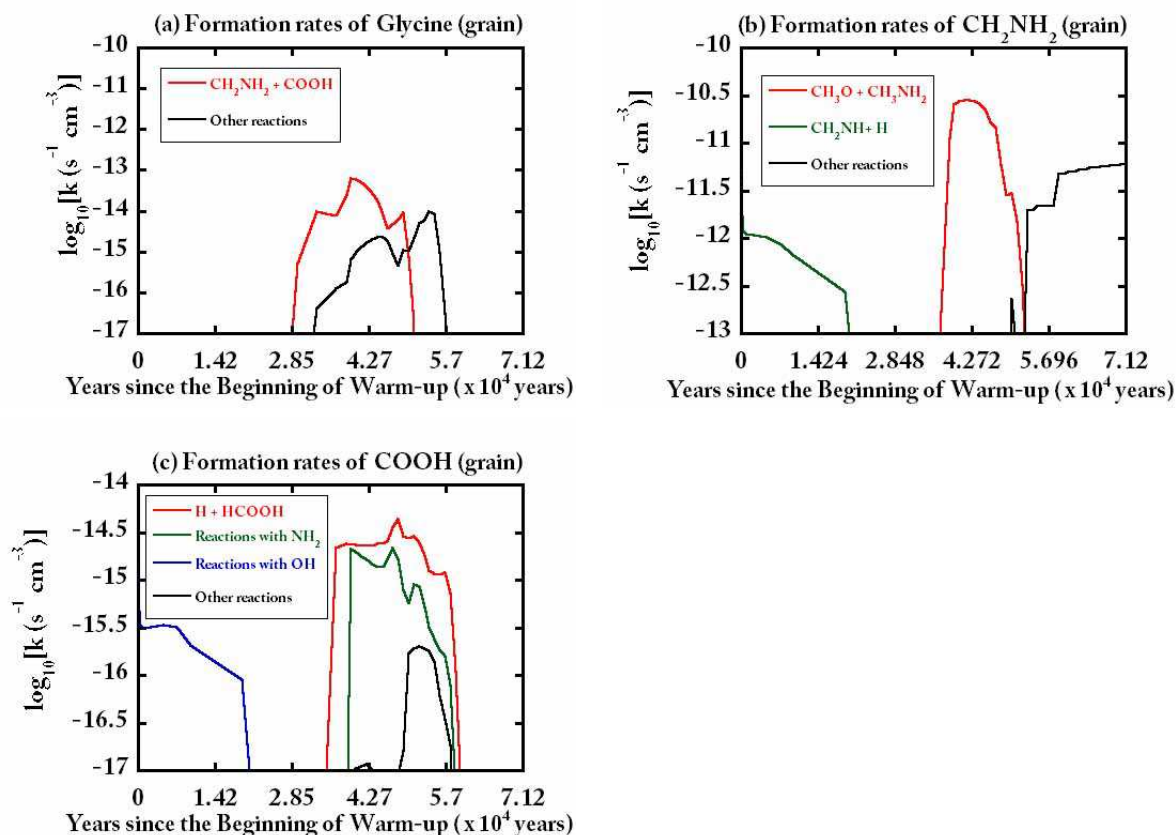 (a) Formation rates of Glycine (grain)
-10
-11
-12
-13
-14
-15
-16
-17
log₁₀[k (s⁻¹ cm⁻³)]
CH₂NH₂ + COOH
Other reactions
0 1.42 2.85 4.27 5.7 7.12
Years since the Beginning of Warm-up (x 10⁴ years)
(b) Formation rates of CH₂NH₂ (grain)
-10
-10.5
-11
-11.5
-12
-12.5
-13
log₁₀[k (s⁻¹ cm⁻³)]
CH₃O + CH₃NH₂
CH₂NH+ H
Other reactions
0 1.424 2.848 4.272 5.696 7.12
Years since the Beginning of Warm-up (x 10⁴ years)
(c) Formation rates of COOH (grain)
-14
-14.5
-15
-15.5
-16
-16.5
-17
log₁₀[k (s⁻¹ cm⁻³)]
H + HCOOH
Reactions with NH₂
Reactions with OH
Other reactions
0 1.42 2.85 4.27 5.7 7.12
Years since the Beginning of Warm-up (x 10⁴ years)